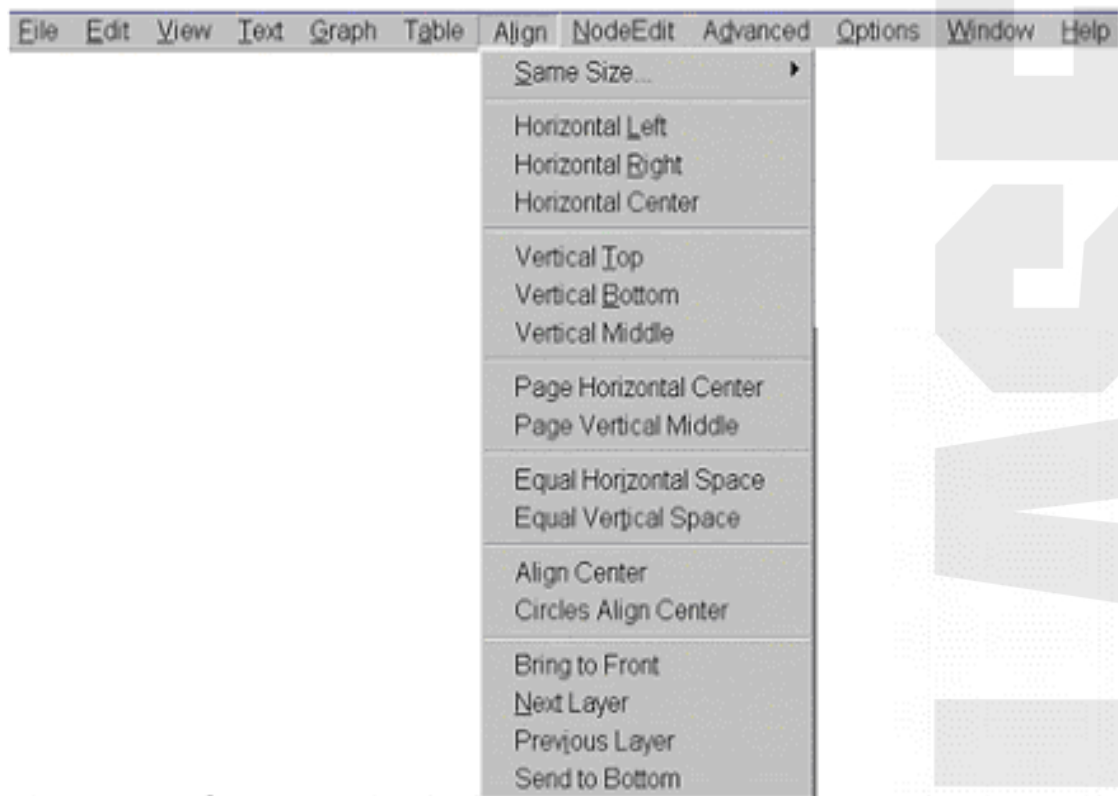 File Edit View Text Graph Table Align NodeEdit Advanced Options Window Help
Same Size...
Horizontal Left
Horizontal Right
Horizontal Center
Vertical Top
Vertical Bottom
Vertical Middle
Page Horizontal Center
Page Vertical Middle
Equal Horizontal Space
Equal Vertical Space
Align Center
Circles Align Center
Bring to Front
Next Layer
Previous Layer
Send to Bottom